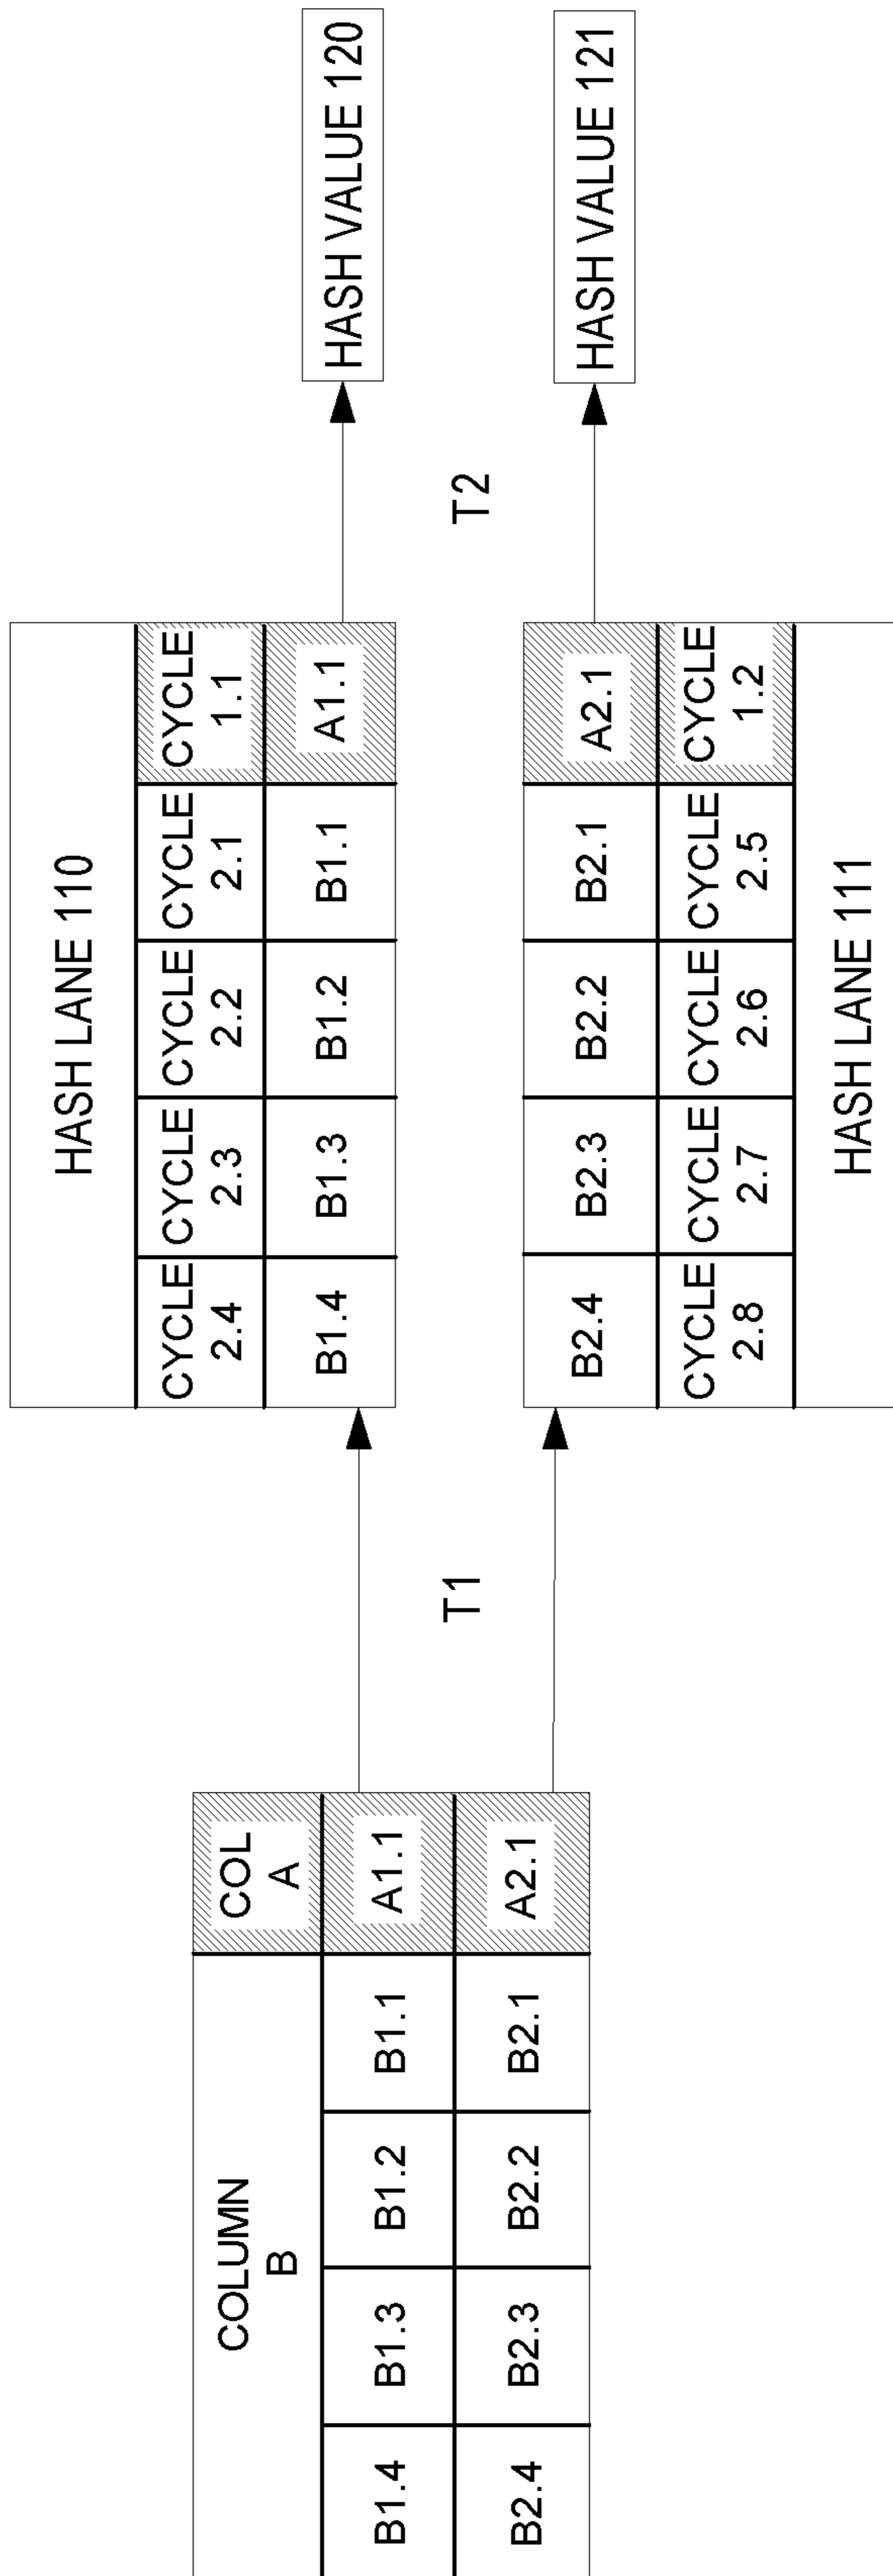 COLUMN
B
COL
A
B1.4
B1.3
B1.2
B1.1
A1.1
B2.4
B2.3
B2.2
B2.1
A2.1
T1
HASH LANE 110
CYCLE
2.4
CYCLE
2.3
CYCLE
2.2
CYCLE
2.1
CYCLE
1.1
B1.4
B1.3
B1.2
B1.1
A1.1
B2.4
B2.3
B2.2
B2.1
A2.1
CYCLE
2.8
CYCLE
2.7
CYCLE
2.6
CYCLE
2.5
CYCLE
1.2
HASH LANE 111
T2
HASH VALUE 120
HASH VALUE 121